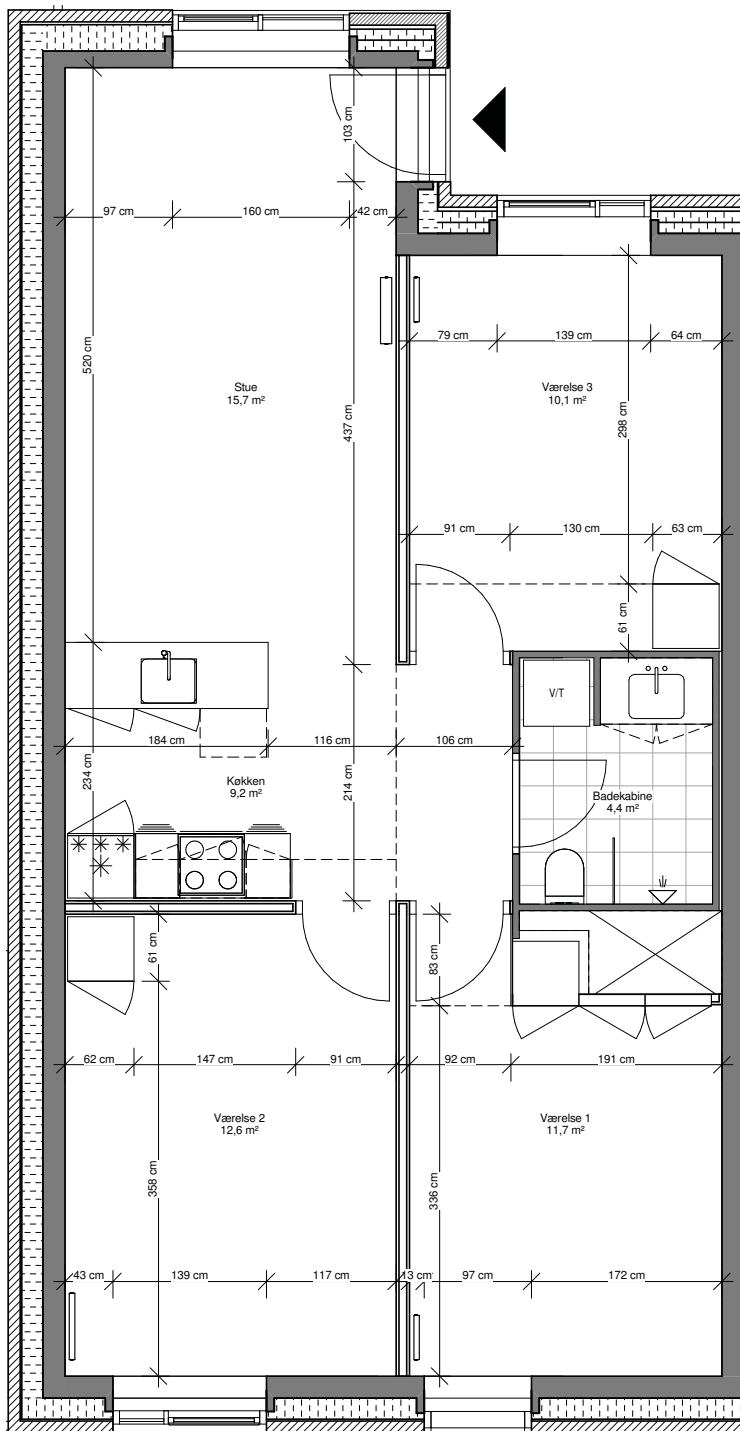 103 cm
97 cm
160 cm
42 cm
79 cm
139 cm
64 cm
520 cm
Stue
15,7 m²
437 cm
Værelse 3
10,1 m²
298 cm
91 cm
130 cm
63 cm
61 cm
V/T
184 cm
116 cm
106 cm
234 cm
Køkken
9,2 m²
214 cm
Badekabine
4,4 m²
61 cm
83 cm
62 cm
147 cm
91 cm
92 cm
191 cm
Værelse 2
12,6 m²
Værelse 1
11,7 m²
358 cm
336 cm
43 cm
139 cm
117 cm
13 cm
97 cm
172 cm